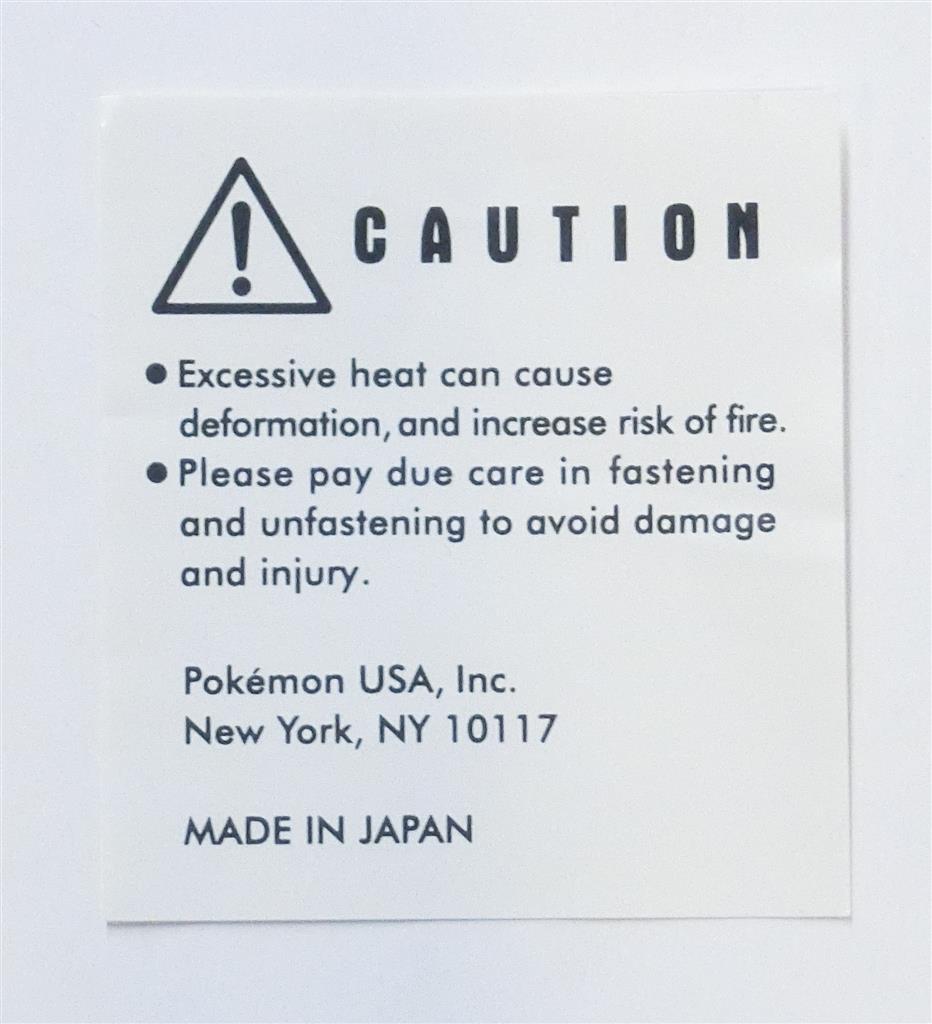 CAUTION
● Excessive heat can cause
deformation, and increase risk of fire.
● Please pay due care in fastening
and unfastening to avoid damage
and injury.
Pokémon USA, Inc.
New York, NY 10117
MADE IN JAPAN